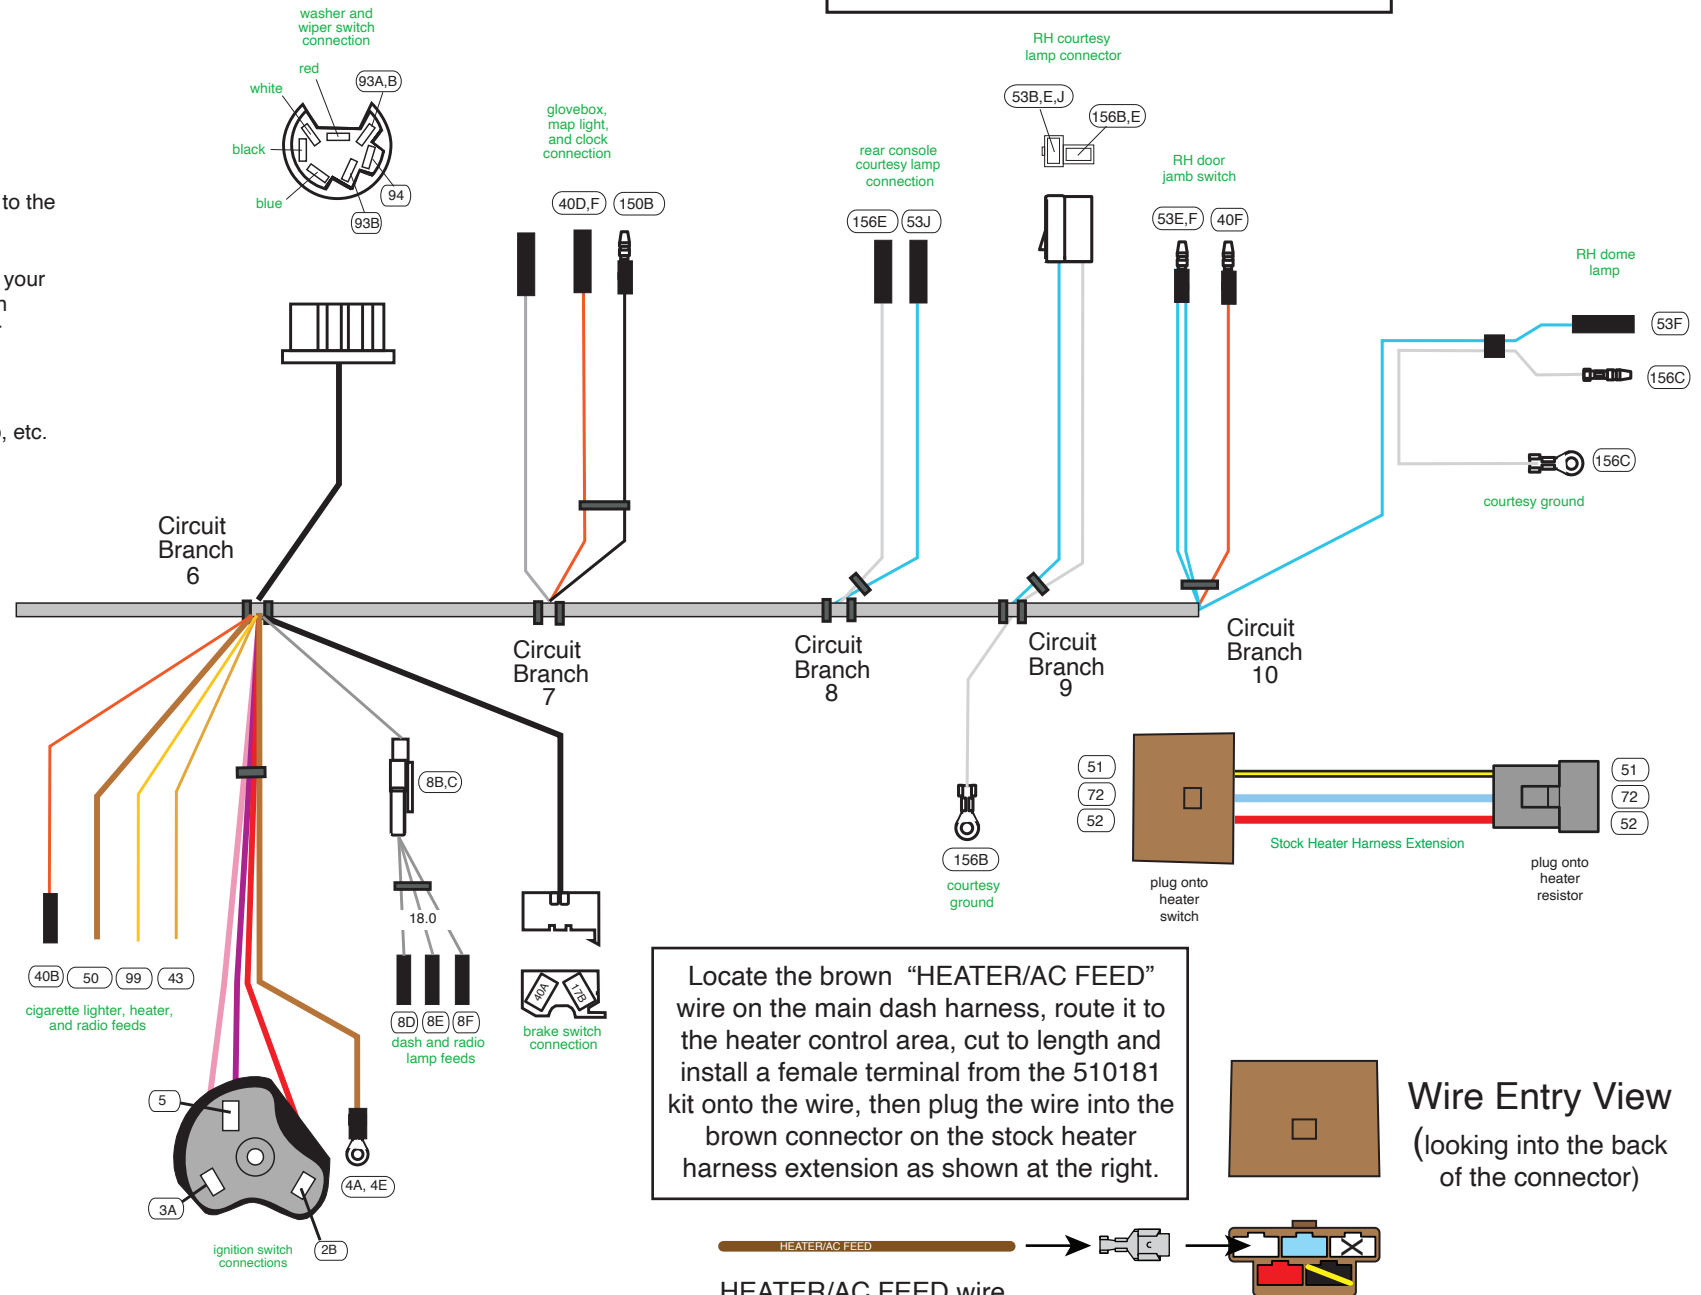 washer and
wiper switch
connection
red
93A,B
white
black
blue
94
93B
to the
your
n
, etc.
glovebox,
map light,
and clock
connection
40D,F
150B
rear console
courtesy lamp
connection
156E
53J
RH courtesy
lamp connector
53B,E,J
156B,E
RH door
jamb switch
53E,F
40F
RH dome
lamp
53F
156C
156C
courtesy ground
Circuit
Branch
6
Circuit
Branch
7
Circuit
Branch
8
Circuit
Branch
9
Circuit
Branch
10
8B,C
18.0
40B
50
99
43
cigarette lighter, heater,
and radio feeds
8D
8E
8F
dash and radio
lamp feeds
40A
17B
brake switch
connection
156B
courtesy
ground
51
72
52
Stock Heater Harness Extension
51
72
52
plug onto
heater
switch
plug onto
heater
resistor
5
3A
2B
4A, 4E
ignition switch
connections
Locate the brown “HEATER/AC FEED”
wire on the main dash harness, route it to
the heater control area, cut to length and
install a female terminal from the 510181
kit onto the wire, then plug the wire into the
brown connector on the stock heater
harness extension as shown at the right.
Wire Entry View
(looking into the back
of the connector)
HEATER/AC FEED
C
HEATER/AC FEED wire